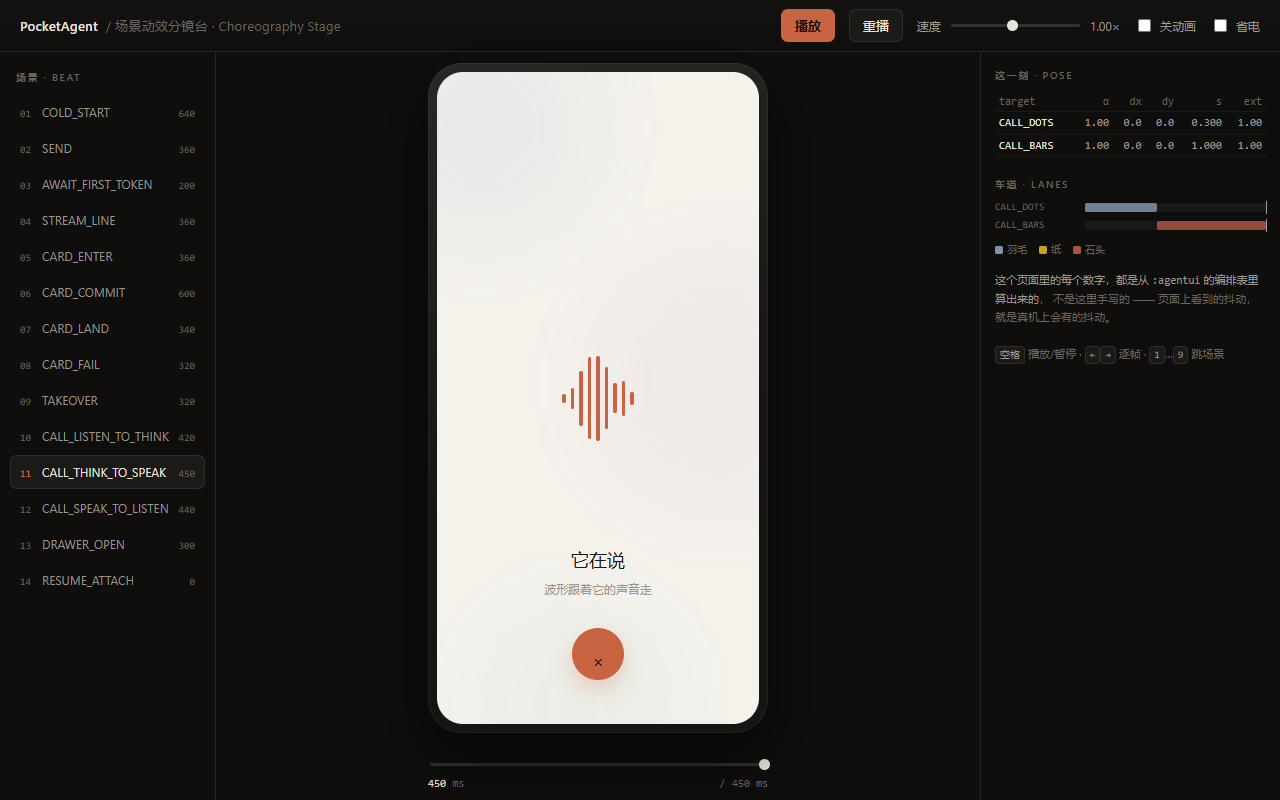 PocketAgent / 场景动效分镜台 · Choreography Stage
播放 重播 速度 1.00× 关动画 省电
场景 · BEAT
01 COLD_START 640
02 SEND 360
03 AWAIT_FIRST_TOKEN 200
04 STREAM_LINE 360
05 CARD_ENTER 360
06 CARD_COMMIT 600
07 CARD_LAND 340
08 CARD_FAIL 320
09 TAKEOVER 320
10 CALL_LISTEN_TO_THINK 420
11 CALL_THINK_TO_SPEAK 450
12 CALL_SPEAK_TO_LISTEN 440
13 DRAWER_OPEN 300
14 RESUME_ATTACH 0
它在说
波形跟着它的声音走
×
450 ms / 450 ms
这一刻 · POSE
target α dx dy s ext
CALL_DOTS 1.00 0.0 0.0 0.300 1.00
CALL_BARS 1.00 0.0 0.0 1.000 1.00
车道 · LANES
CALL_DOTS
CALL_BARS
羽毛 纸 石头
这个页面里的每个数字，都是从 :agentui 的编排表里
算出来的， 不是这里手写的 —— 页面上看到的抖动，
就是真机上会有的抖动。
空格 播放/暂停 · ← → 逐帧 · 1 … 9 跳场景